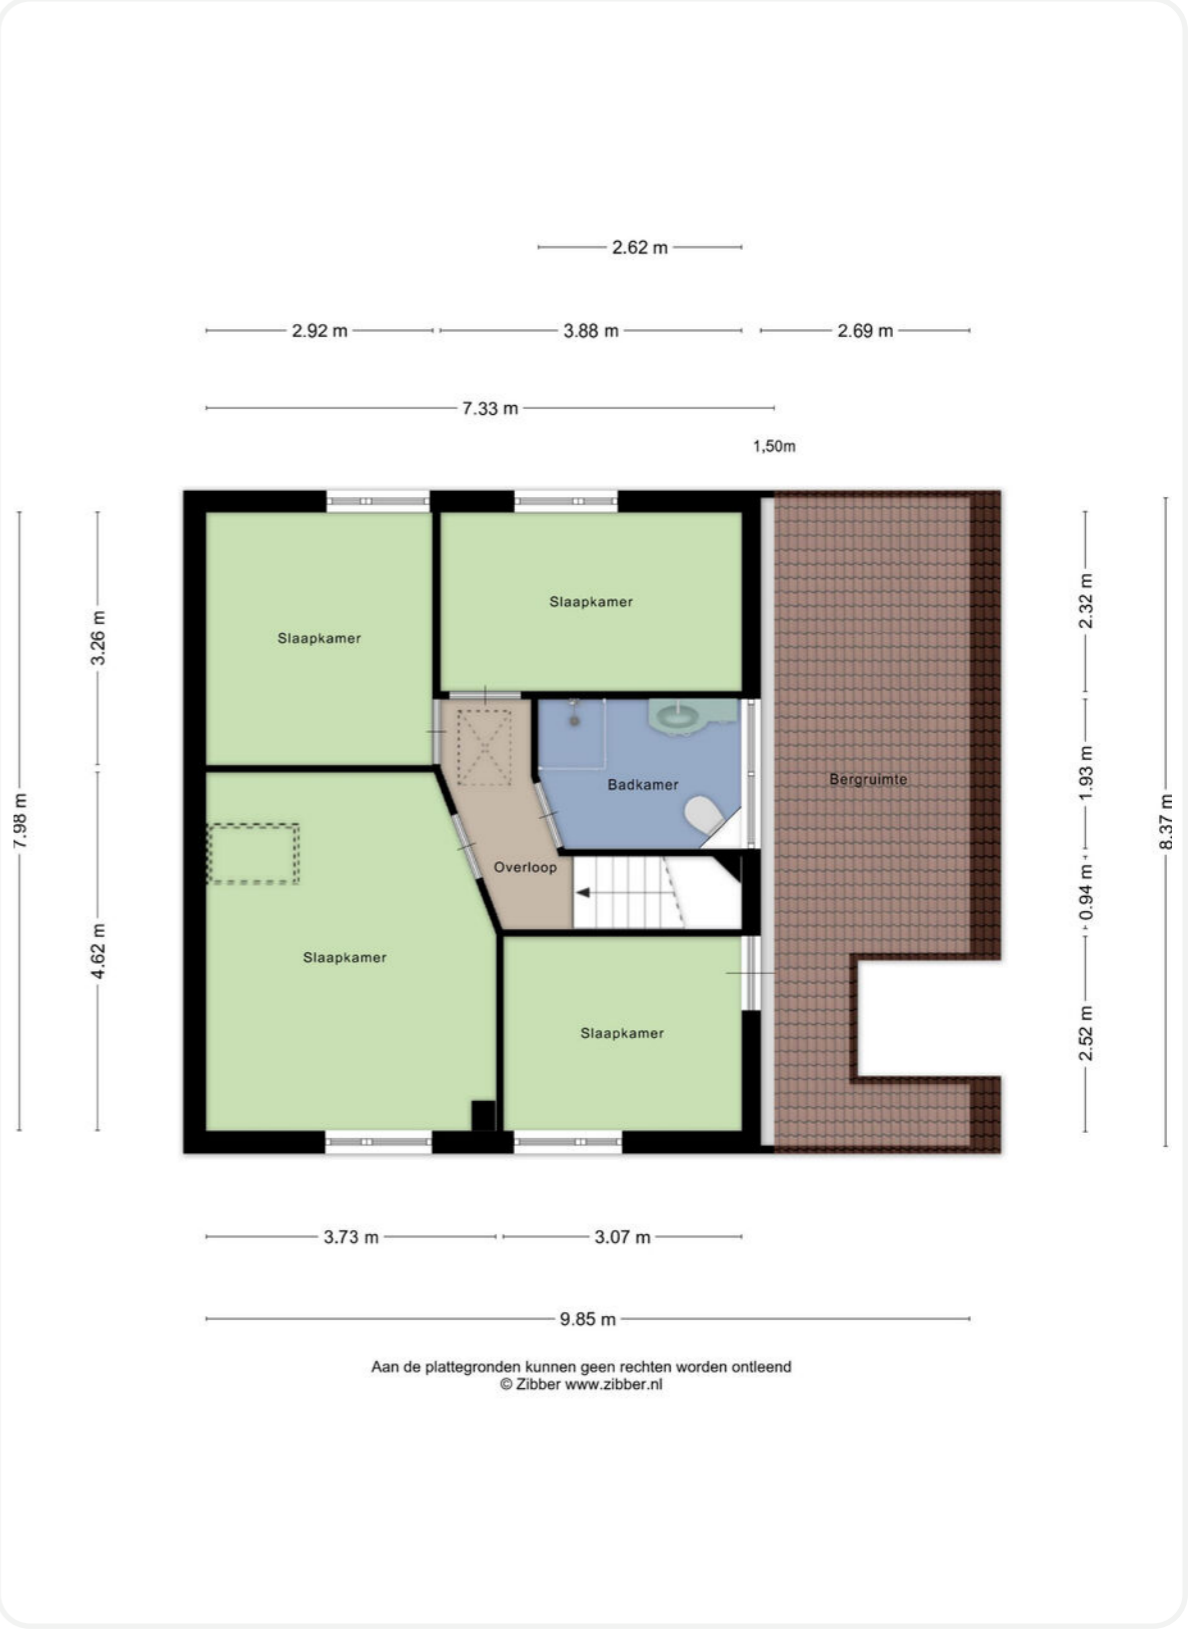 2.62 m
2.92 m
3.88 m
2.69 m
7.33 m
1,50m
Slaapkamer
Slaapkamer
3.26 m
2.32 m
7.98 m
Badkamer
Bergruimte
1.93 m
8.37 m
Overloop
0.94 m
4.62 m
Slaapkamer
Slaapkamer
2.52 m
3.73 m
3.07 m
9.85 m
Aan de plattegronden kunnen geen rechten worden ontleend
© Zibber www.zibber.nl